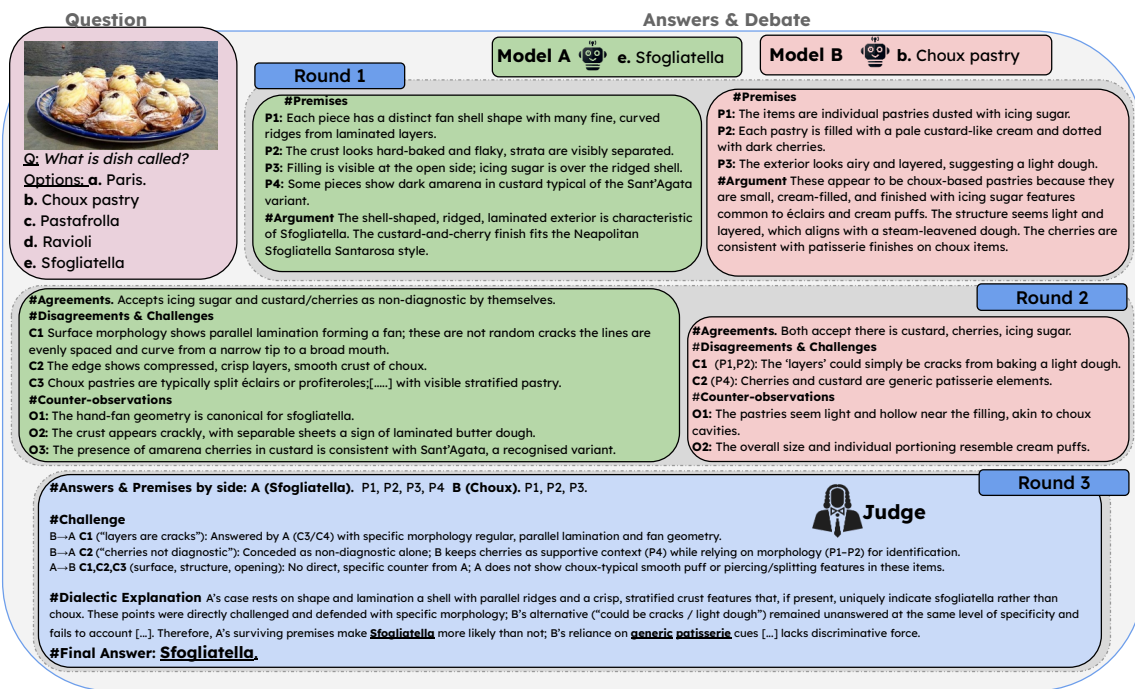 Question
Answers & Debate
Model A
e. Sfogliatella
Model B
b. Choux pastry
Q: What is dish called?
Options: a. Paris.
b. Choux pastry
c. Pastafrolla
d. Ravioli
e. Sfogliatella
Round 1
#Premises
P1: Each piece has a distinct fan shell shape with many fine, curved
ridges from laminated layers.
P2: The crust looks hard-baked and flaky, strata are visibly separated.
P3: Filling is visible at the open side; icing sugar is over the ridged shell.
P4: Some pieces show dark amarena in custard typical of the Sant'Agata
variant.
#Argument The shell-shaped, ridged, laminated exterior is characteristic
of Sfogliatella. The custard-and-cherry finish fits the Neapolitan
Sfogliatella Santarosa style.
#Premises
P1: The items are individual pastries dusted with icing sugar.
P2: Each pastry is filled with a pale custard-like cream and dotted
with dark cherries.
P3: The exterior looks airy and layered, suggesting a light dough.
#Argument These appear to be choux-based pastries because they
are small, cream-filled, and finished with icing sugar features
common to éclairs and cream puffs. The structure seems light and
layered, which aligns with a steam-leavened dough. The cherries are
consistent with patisserie finishes on choux items.
Round 2
#Agreements. Accepts icing sugar and custard/cherries as non-diagnostic by themselves.
#Disagreements & Challenges
C1 Surface morphology shows parallel lamination forming a fan; these are not random cracks the lines are
evenly spaced and curve from a narrow tip to a broad mouth.
C2 The edge shows compressed, crisp layers, smooth crust of choux.
C3 Choux pastries are typically split éclairs or profiteroles;[.....] with visible stratified pastry.
#Counter-observations
O1: The hand-fan geometry is canonical for sfogliatella.
O2: The crust appears crackly, with separable sheets a sign of laminated butter dough.
O3: The presence of amarena cherries in custard is consistent with Sant'Agata, a recognised variant.
#Agreements. Both accept there is custard, cherries, icing sugar.
#Disagreements & Challenges
C1 (P1,P2): The 'layers' could simply be cracks from baking a light dough.
C2 (P4): Cherries and custard are generic patisserie elements.
#Counter-observations
O1: The pastries seem light and hollow near the filling, akin to choux
cavities.
O2: The overall size and individual portioning resemble cream puffs.
Round 3
#Answers & Premises by side: A (Sfogliatella). P1, P2, P3, P4 B (Choux). P1, P2, P3.
Judge
#Challenge
B→A C1 ("layers are cracks"): Answered by A (C3/C4) with specific morphology regular, parallel lamination and fan geometry.
B→A C2 ("cherries not diagnostic"): Conceded as non-diagnostic alone; B keeps cherries as supportive context (P4) while relying on morphology (P1–P2) for identification.
A→B C1,C2,C3 (surface, structure, opening): No direct, specific counter from A; A does not show choux-typical smooth puff or piercing/splitting features in these items.
#Dialectic Explanation A's case rests on shape and lamination a shell with parallel ridges and a crisp, stratified crust features that, if present, uniquely indicate sfogliatella rather than
choux. These points were directly challenged and defended with specific morphology; B's alternative ("could be cracks / light dough") remained unanswered at the same level of specificity and
fails to account [...]. Therefore, A's surviving premises make Sfogliatella more likely than not; B's reliance on generic patisserie cues [...] lacks discriminative force.
#Final Answer: Sfogliatella.